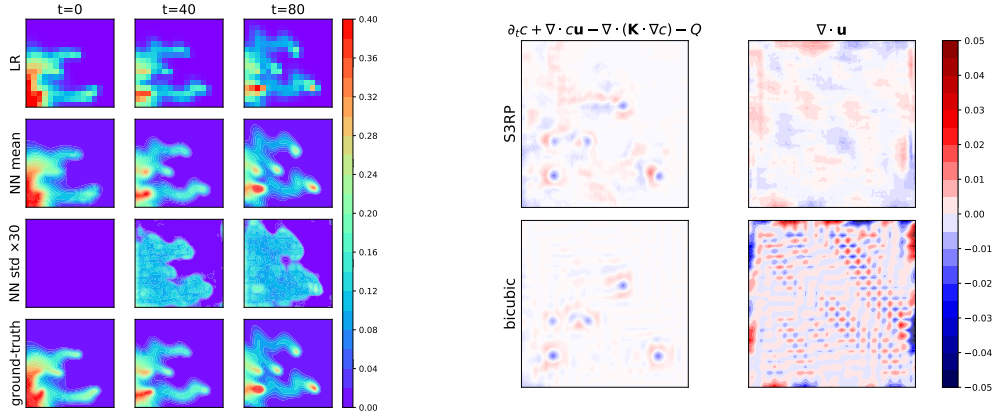 t=0
t=40
t=80
LR
NN mean
NN std ×30
ground-truth
0.40
0.36
0.32
0.28
0.24
0.20
0.16
0.12
0.08
0.04
0.00
∂ₜc + ∇ · cu − ∇ · (K · ∇c) − Q
∇ · u
S3RP
bicubic
0.05
0.04
0.03
0.02
0.01
0.00
−0.01
−0.02
−0.03
−0.04
−0.05